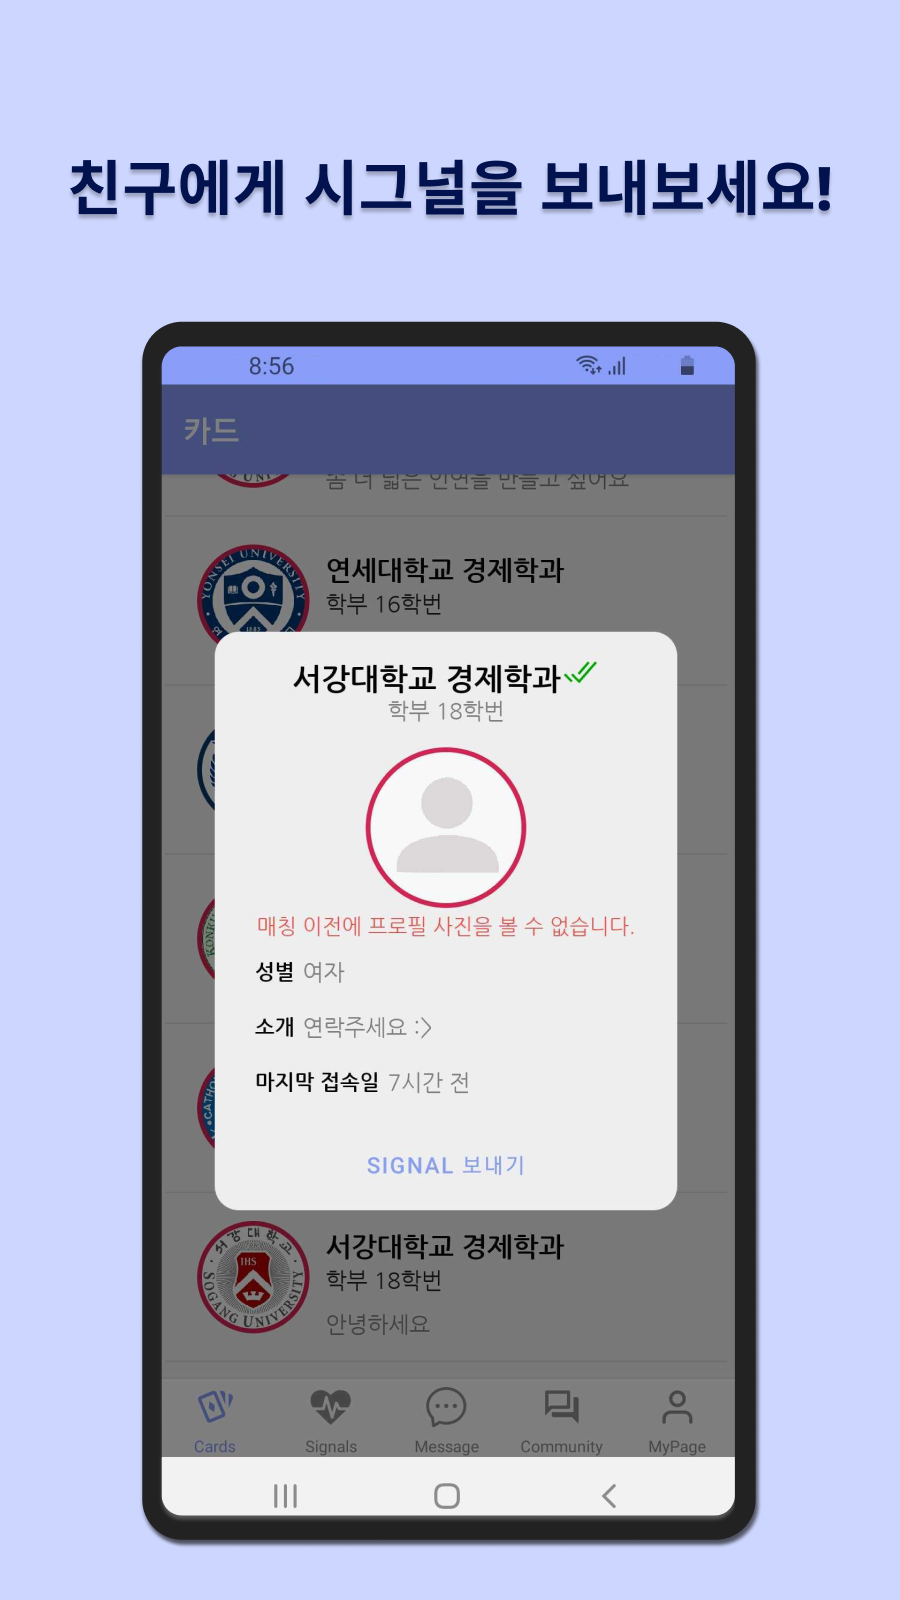 친구에게 시그널을 보내보세요!
8:56
카드
좀 더 넓은 인연을 만들고 싶어요
YONSEI UNIVERSITY
연세대학교 경제학과
학부 16학번
서강대학교 경제학과
학부 18학번
매칭 이전에 프로필 사진을 볼 수 없습니다.
성별 여자
소개 연락주세요 :>
마지막 접속일 7시간 전
SIGNAL 보내기
서강대학교
IHS
SOGANG UNIVERSITY
서강대학교 경제학과
학부 18학번
안녕하세요
Cards
Signals
Message
Community
MyPage